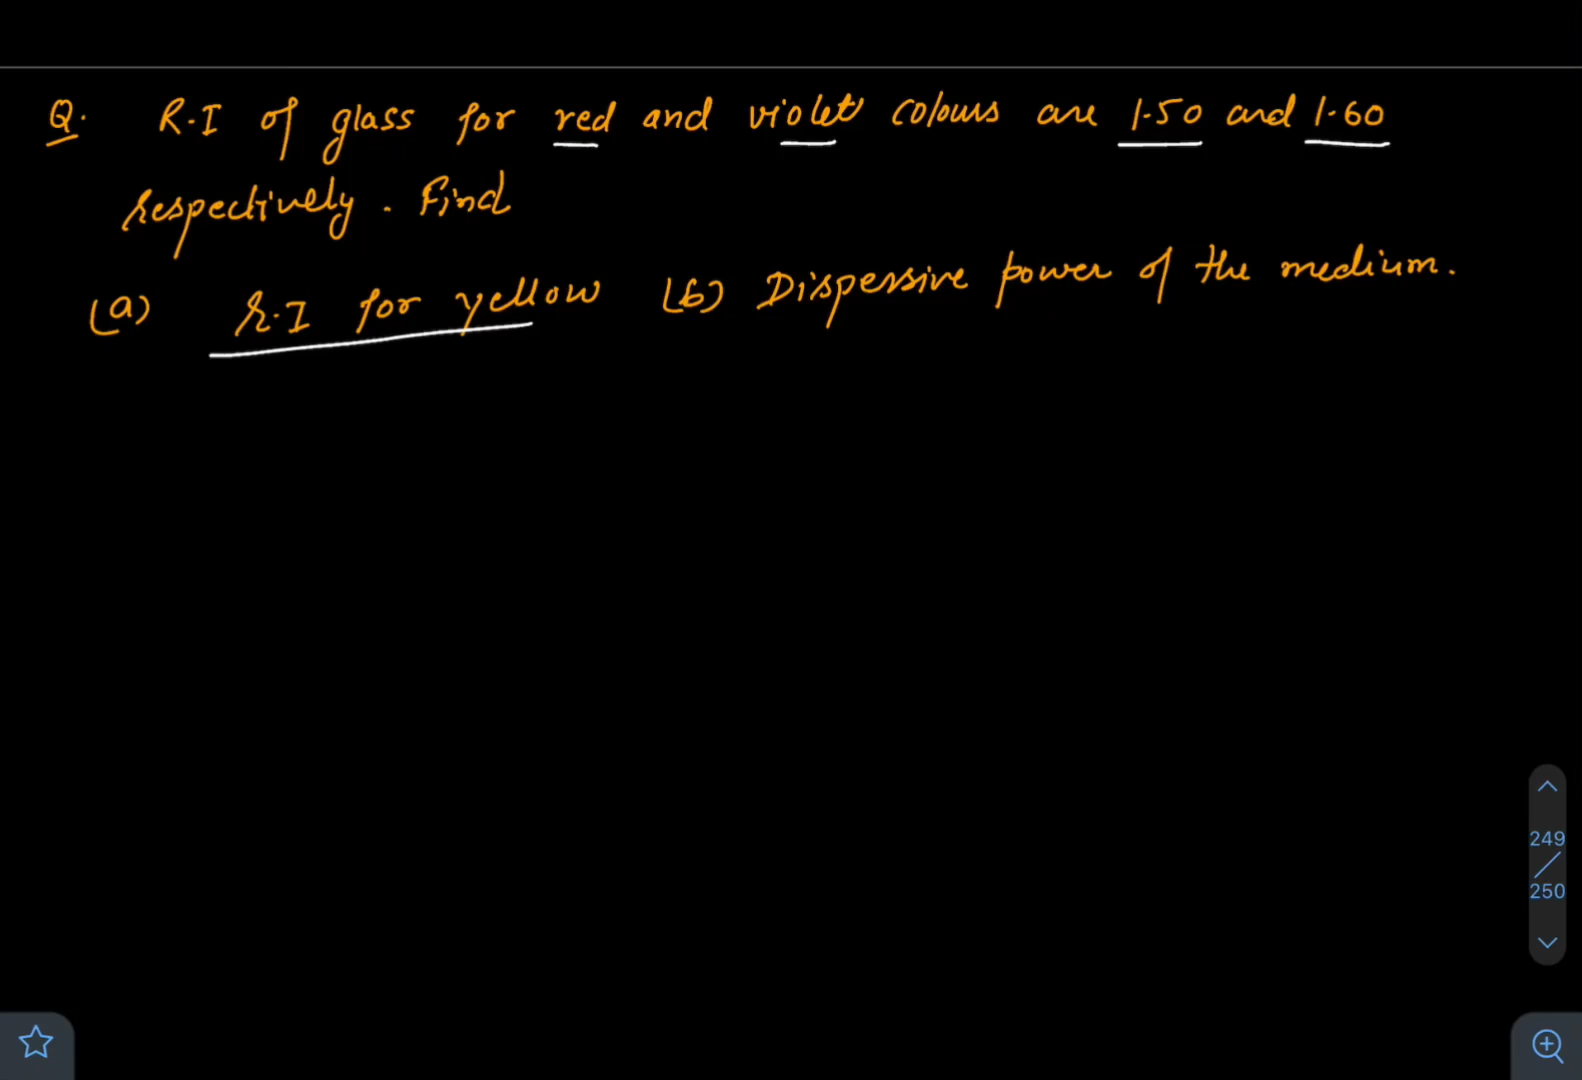 Q. R.I of glass for red and violet colours are 1.50 and 1.60
respectively. Find
(a) R.I for yellow (b) Dispersive power of the medium.
249
/
250